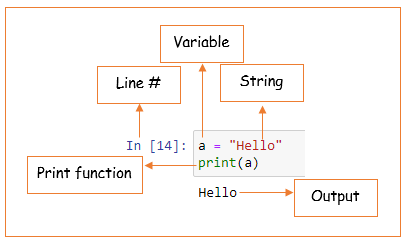 Variable
Line #
String
In [14]: a = "Hello"
print(a)
Print function
Hello
Output